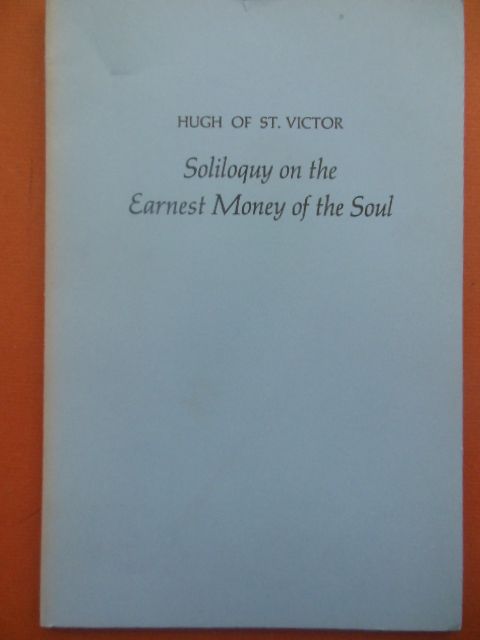 HUGH OF ST. VICTOR
Soliloquy on the
Earnest Money of the Soul